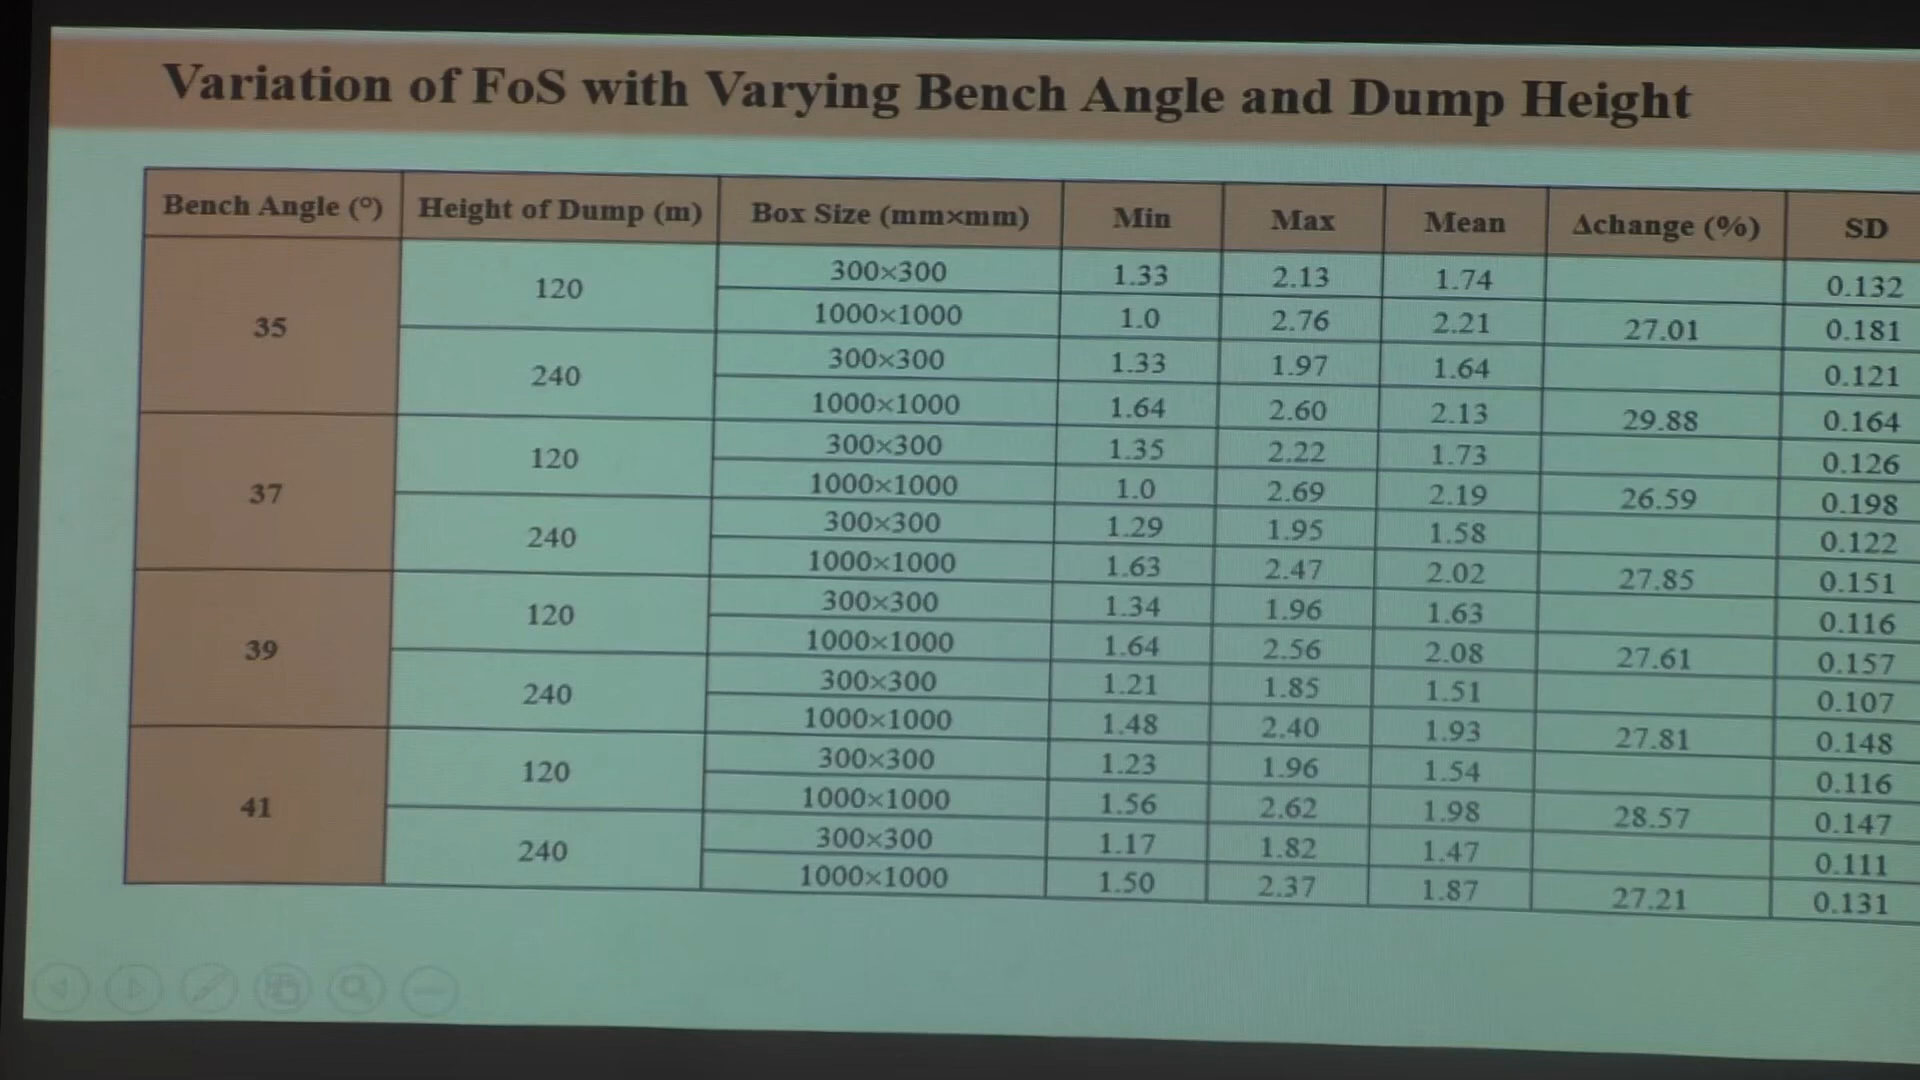 Variation of FoS with Varying Bench Angle and Dump Height
Bench Angle (°) Height of Dump (m) Box Size (mm×mm) Min Max Mean Δchange (%) SD
35 120 300×300 1.33 2.13 1.74 0.132
1000×1000 1.0 2.76 2.21 27.01 0.181
240 300×300 1.33 1.97 1.64 0.121
1000×1000 1.64 2.60 2.13 29.88 0.164
37 120 300×300 1.35 2.22 1.73 0.126
1000×1000 1.0 2.69 2.19 26.59 0.198
240 300×300 1.29 1.95 1.58 0.122
1000×1000 1.63 2.47 2.02 27.85 0.151
39 120 300×300 1.34 1.96 1.63 0.116
1000×1000 1.64 2.56 2.08 27.61 0.157
240 300×300 1.21 1.85 1.51 0.107
1000×1000 1.48 2.40 1.93 27.81 0.148
41 120 300×300 1.23 1.96 1.54 0.116
1000×1000 1.56 2.62 1.98 28.57 0.147
240 300×300 1.17 1.82 1.47 0.111
1000×1000 1.50 2.37 1.87 27.21 0.131